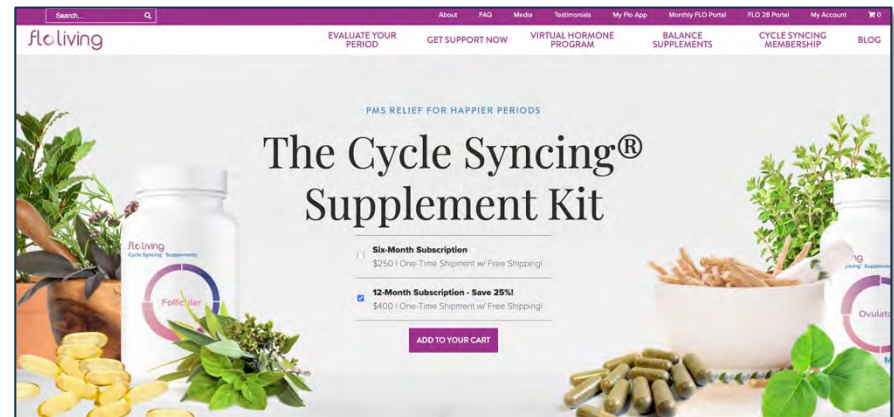 Search...
About FAQ Media Testimonials My Flo App Monthly FLO Portal FLO 28 Portal My Account 0
floliving
EVALUATE YOUR PERIOD
GET SUPPORT NOW
VIRTUAL HORMONE PROGRAM
BALANCE SUPPLEMENTS
CYCLE SYNCING MEMBERSHIP
BLOG
PMS RELIEF FOR HAPPIER PERIODS
The Cycle Syncing®
Supplement Kit
Six-Month Subscription
$250 | One-Time Shipment w/ Free Shipping!
12-Month Subscription - Save 25%!
$400 | One-Time Shipment w/ Free Shipping!
ADD TO YOUR CART
floliving
Cycle Syncing® Supplements
Follicular